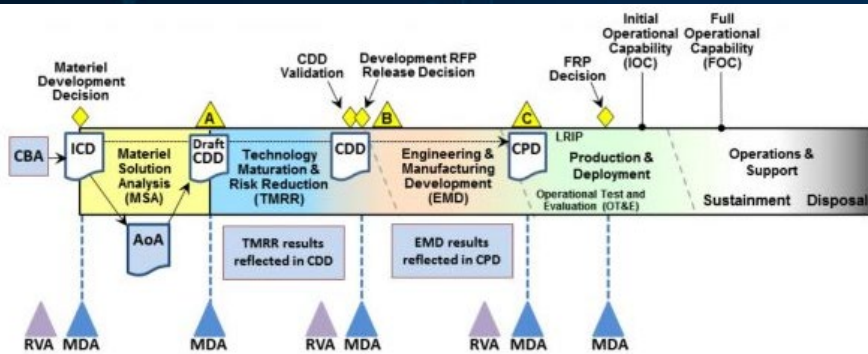 Initial
Operational
Capability
(IOC)
Full
Operational
Capability
(FOC)
Materiel
Development
Decision
CDD
Validation
Development RFP
Release Decision
FRP
Decision
A
B
C
CBA
ICD
Materiel
Solution
Analysis
(MSA)
Draft
CDD
Technology
Maturation &
Risk Reduction
(TMRR)
CDD
Engineering &
Manufacturing
Development
(EMD)
CPD
LRIP
Production &
Deployment
Operational Test and
Evaluation (OT&E)
Operations &
Support
Sustainment
Disposal
AoA
TMRR results
reflected in CDD
EMD results
reflected in CPD
RVA
MDA
MDA
RVA
MDA
RVA
MDA
MDA